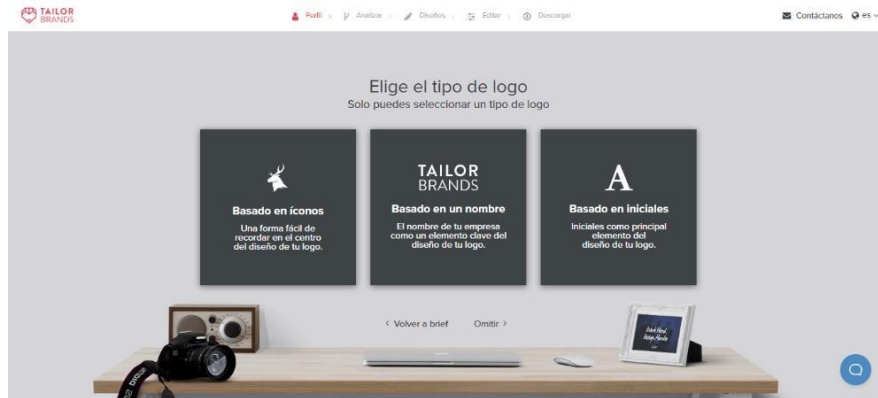 TAILOR
BRANDS
Perfil
Analizar
Diseños
Editar
Descargar
Contáctanos
es
Elige el tipo de logo
Solo puedes seleccionar un tipo de logo
TAILOR
BRANDS
A
Basado en íconos
Una forma fácil de
recordar en el centro
del diseño de tu logo.
Basado en un nombre
El nombre de tu empresa
como un elemento clave del
diseño de tu logo.
Basado en iniciales
Iniciales como principal
elemento del
diseño de tu logo.
< Volver a brief
Omitir >